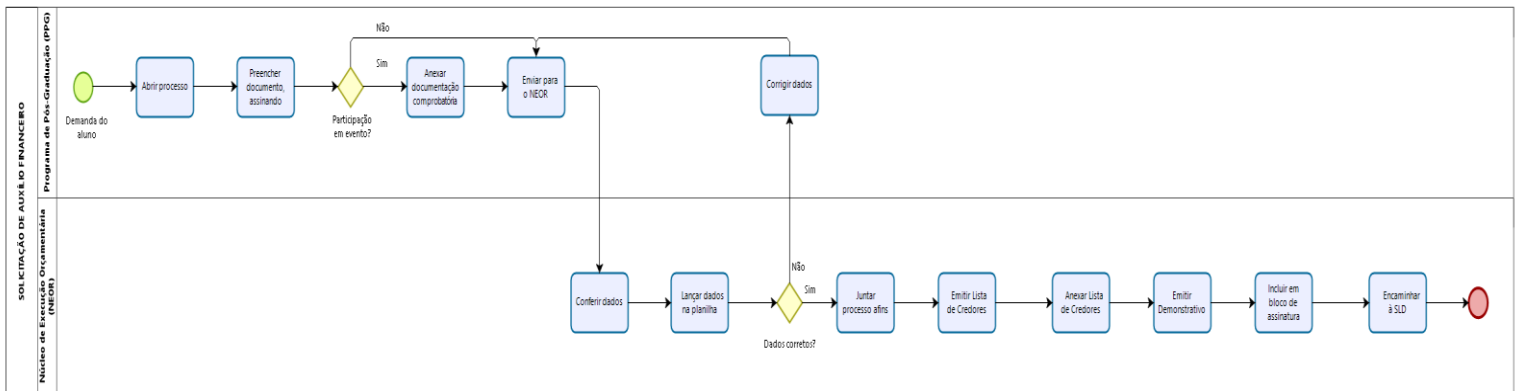 SOLICITAÇÃO DE AUXÍLIO FINANCEIRO
Programa de Pós-Graduação (PPG)
Demanda do
aluno
Abrir processo
Preencher
documento,
assinando
Não
Sim
Participação
em evento?
Anexar
documentação
comprobatória
Enviar para
o NEOR
Corrigir dados
Núcleo de Execução Orçamentária
(NEOR)
Conferir dados
Lançar dados
na planilha
Não
Sim
Dados corretos?
Juntar
processo afins
Emitir Lista
de Credores
Anexar Lista
de Credores
Emitir
Demonstrativo
Incluir em
bloco de
assinatura
Encaminhar
à SLD